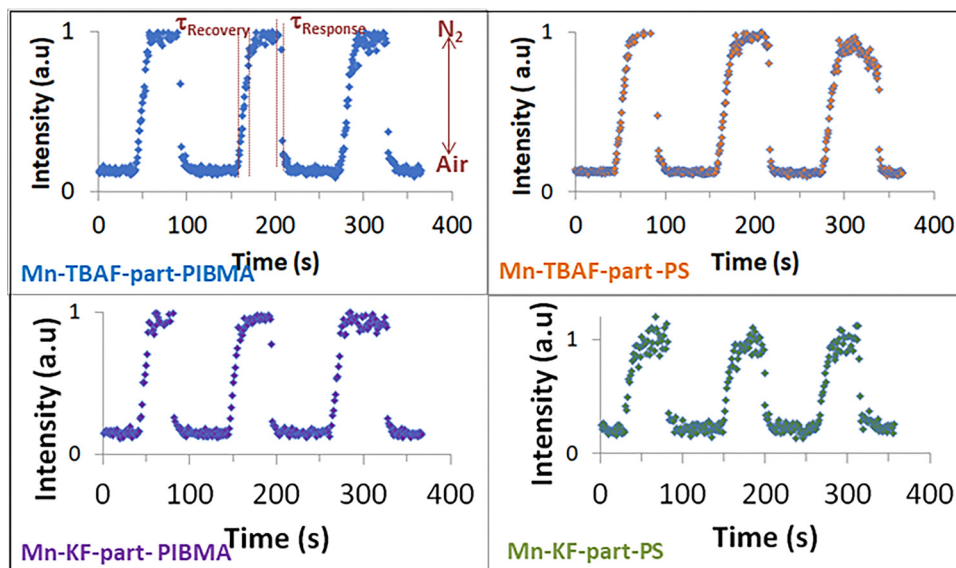 Intensity (a.u)
1
0
0
100
200
300
400
Time (s)
τRecovery
τResponse
N2
Air
Mn-TBAF-part-PIBMA
Intensity ( a.u)
1
0
0
100
200
300
400
Time (s)
Mn-TBAF-part -PS
Intensity (a.u)
1
0
0
100
200
300
400
Time (s)
Mn-KF-part- PIBMA
Intensity (a.u)
1
0
0
100
200
300
400
Time (s)
Mn-KF-part-PS